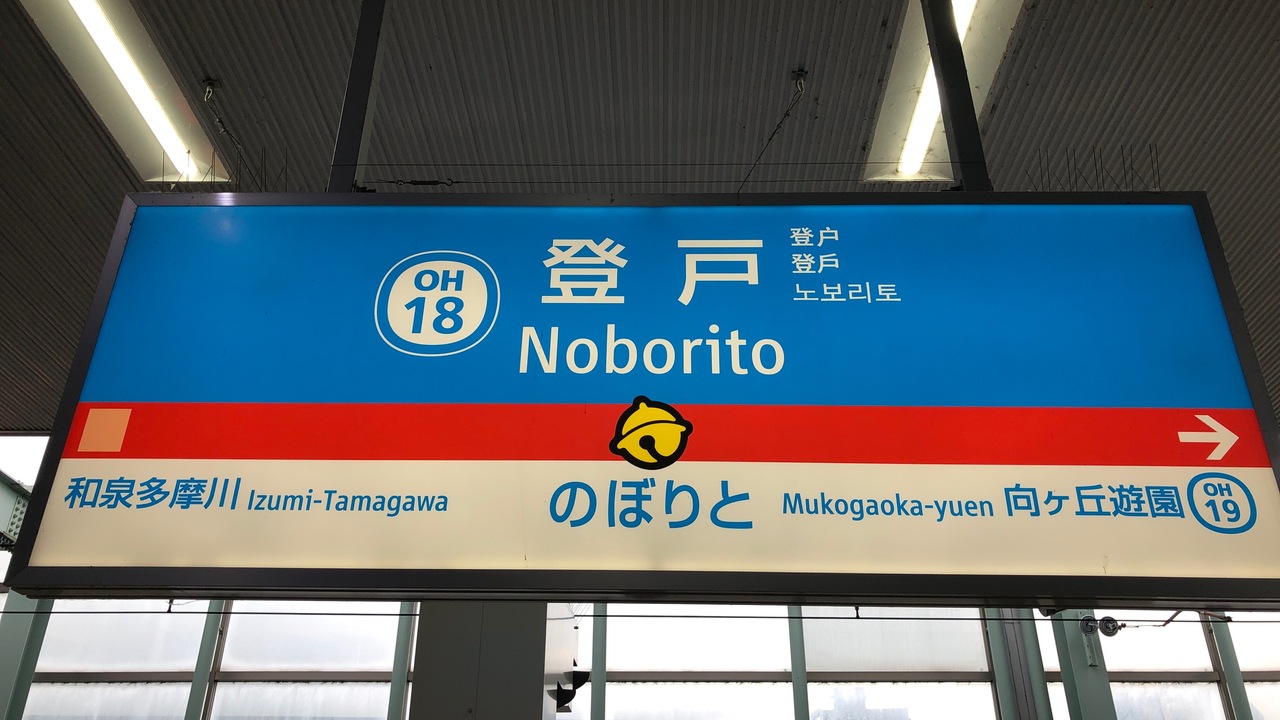 OH
18
登戸
登户
登戶
노보리토
Noborito
和泉多摩川 Izumi-Tamagawa
のぼりと
Mukogaoka-yuen 向ヶ丘遊園
OH
19